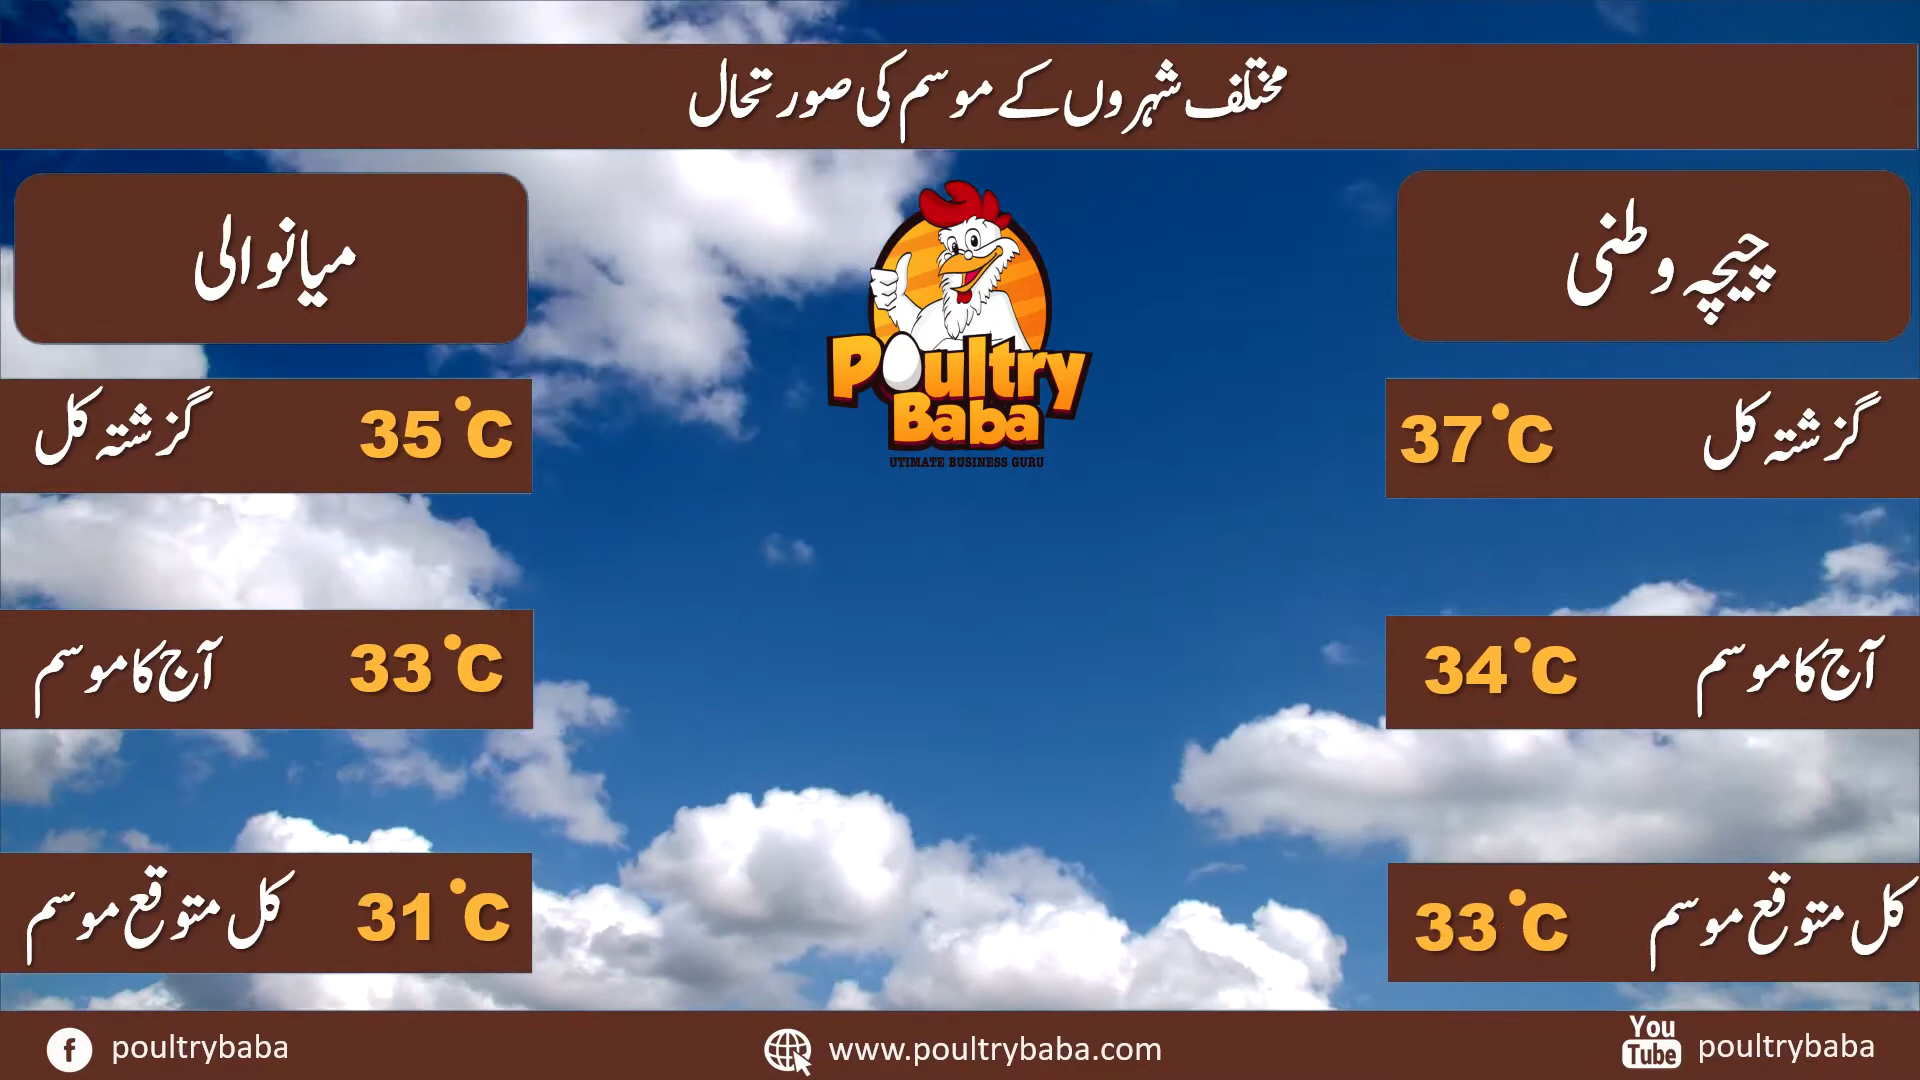 مختلف شہروں کے موسم کی صورتحال
چیچہ وطنی
گزشتہ کل 37°C
آج کا موسم 34°C
کل متوقع موسم 33°C
میانوالی
گزشتہ کل 35°C
آج کا موسم 33°C
کل متوقع موسم 31°C
Poultry
Baba
UTIMATE BUSINESS GURU
poultrybaba
www.poultrybaba.com
You
Tube
poultrybaba